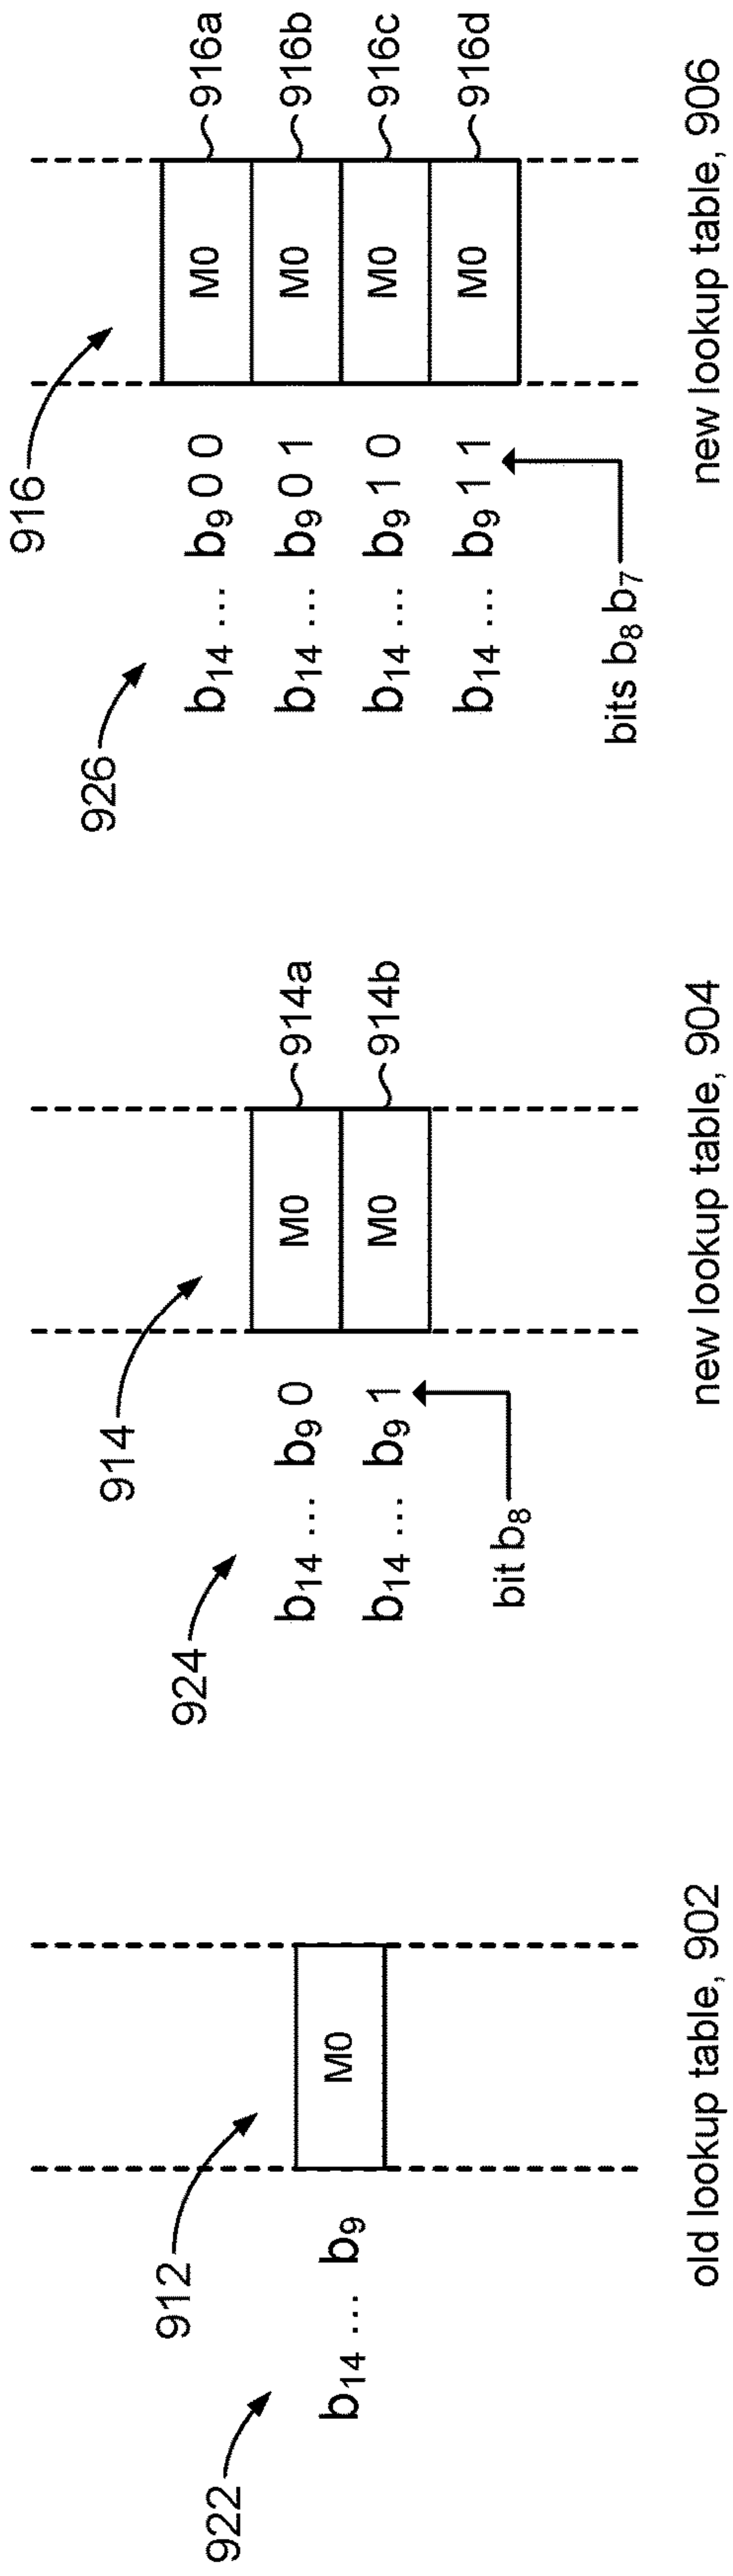 922
b14 ... b9
912
M0
old lookup table, 902
924
b14 ... b9 0
b14 ... b9 1
bit b8
914
M0
M0
914a
914b
new lookup table, 904
926
b14 ... b9 0 0
b14 ... b9 0 1
b14 ... b9 1 0
b14 ... b9 1 1
bits b8 b7
916
M0
M0
M0
M0
916a
916b
916c
916d
new lookup table, 906